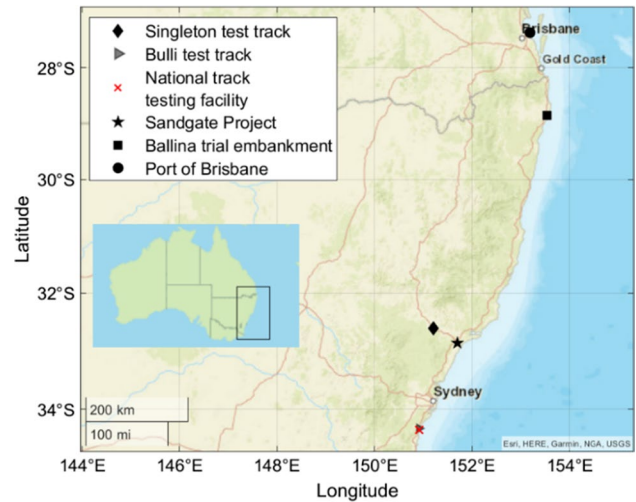 Singleton test track
Bulli test track
National track
testing facility
Sandgate Project
Ballina trial embankment
Port of Brisbane
Brisbane
Gold Coast
28°S
30°S
32°S
34°S
Latitude
Sydney
200 km
100 mi
Esri, HERE, Garmin, NGA, USGS
144°E
146°E
148°E
150°E
152°E
154°E
Longitude